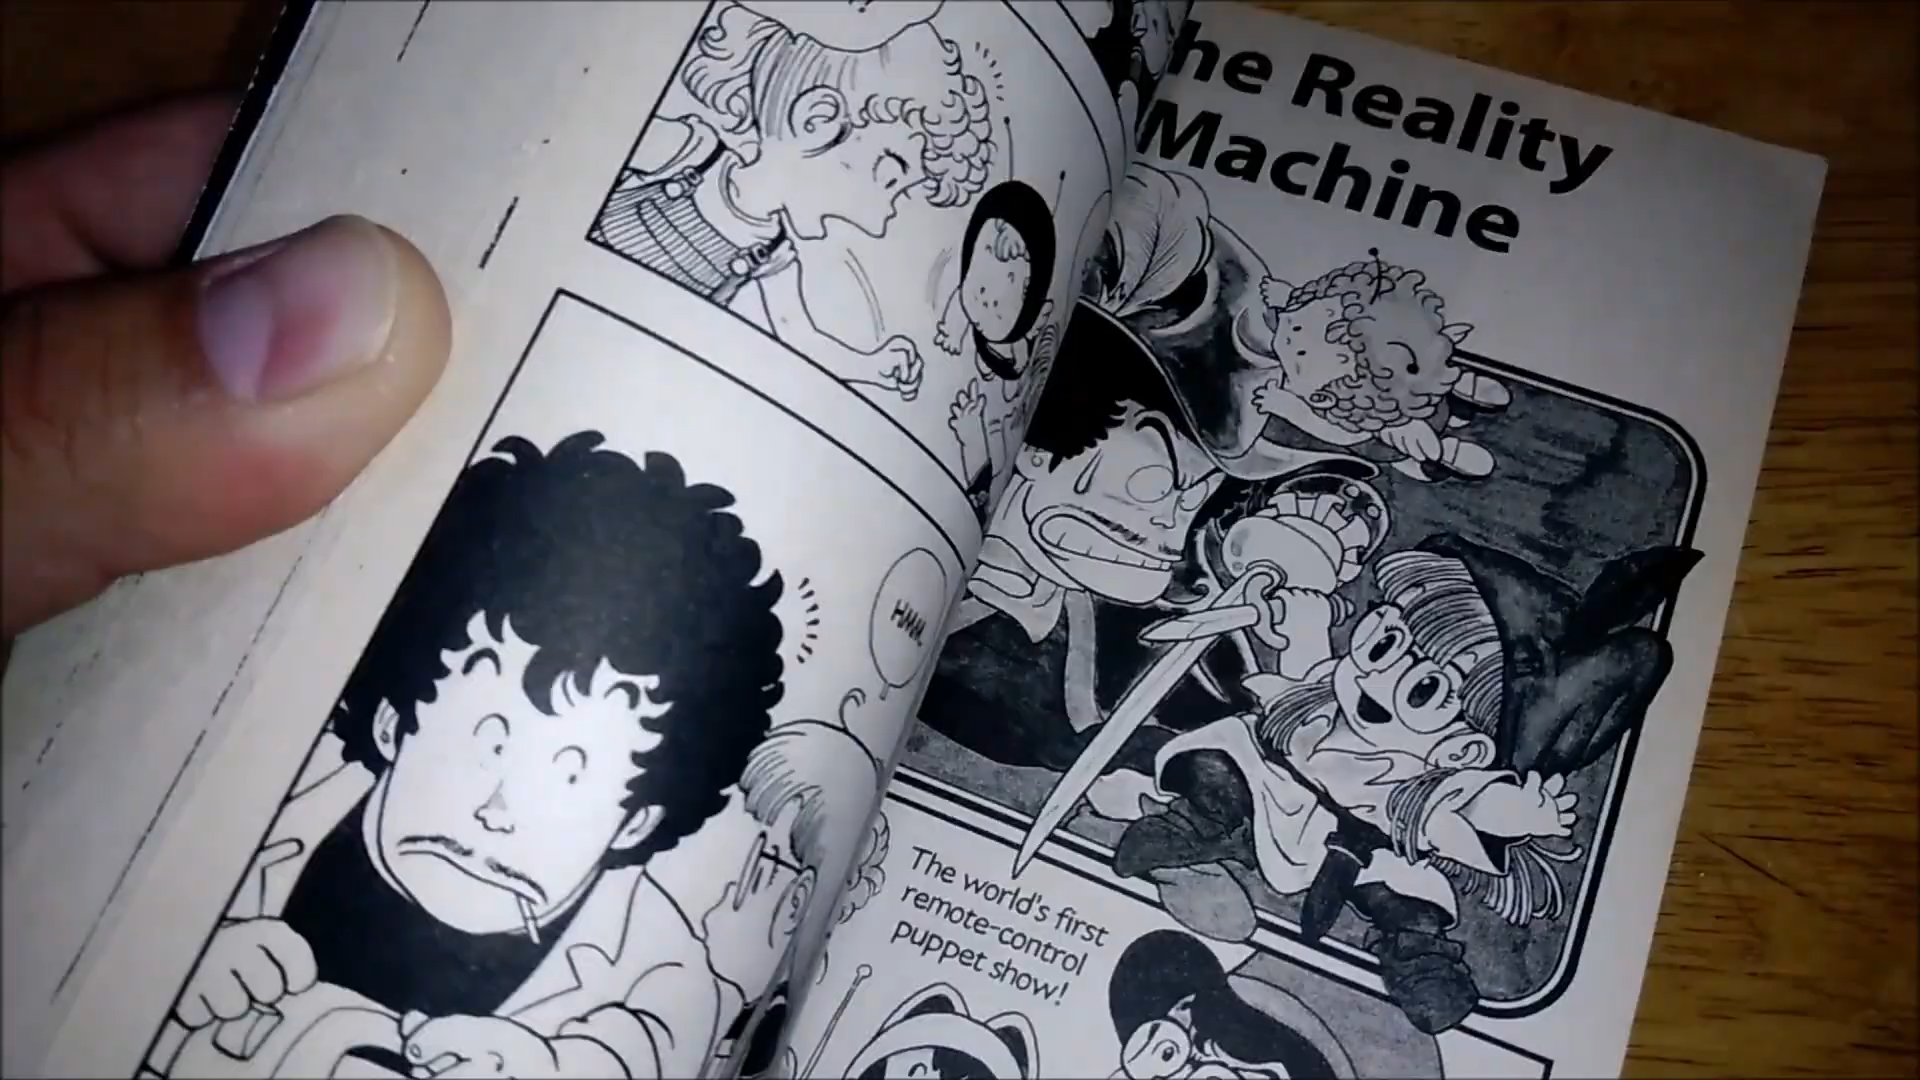 HMM.
he Reality
Machine
The world's first
remote-control
puppet show!